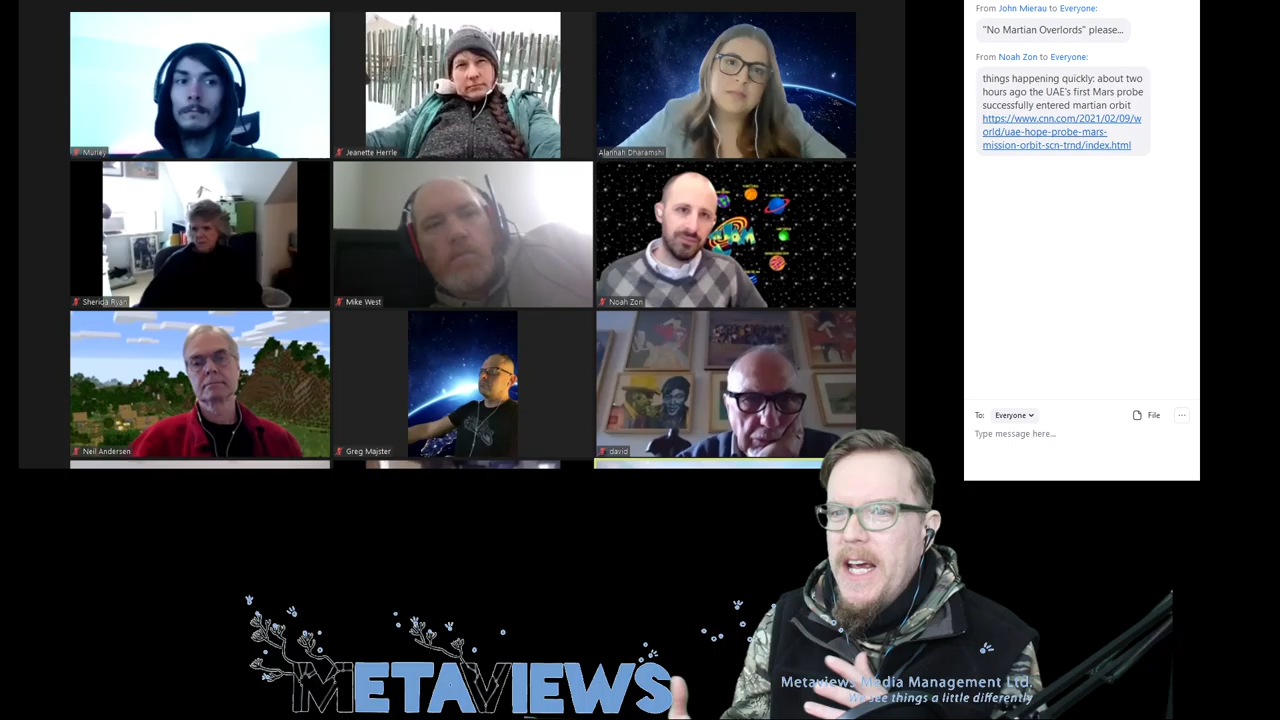 Murley
Jeanette Herrle
Alannah Dharamshi
Sherida Ryan
Mike West
Noah Zon
Neil Andersen
Greg Majster
david
From John Mierau to Everyone:
"No Martian Overlords" please...
From Noah Zon to Everyone:
things happening quickly: about two
hours ago the UAE's first Mars probe
successfully entered martian orbit
https://www.cnn.com/2021/02/09/w
orld/uae-hope-probe-mars-
mission-orbit-scn-trnd/index.html
To: Everyone
File
...
Type message here...
METAVIEWS
Metaviews Media Management Ltd.
We see things a little differently